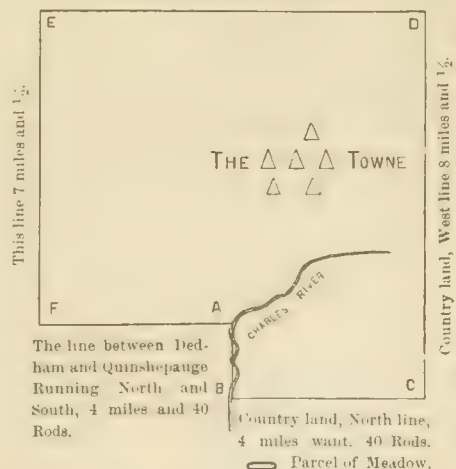 E
D
This line 7 miles and ½.
THE TOWNE
Country land, West line 8 miles and ½.
CHARLES RIVER
F
A
The line between Ded-
ham and Quinshepauge
Running North and
South, 4 miles and 40
Rods.
B
C
Country land, North line,
4 miles want. 40 Rods.
Parcel of Meadow.